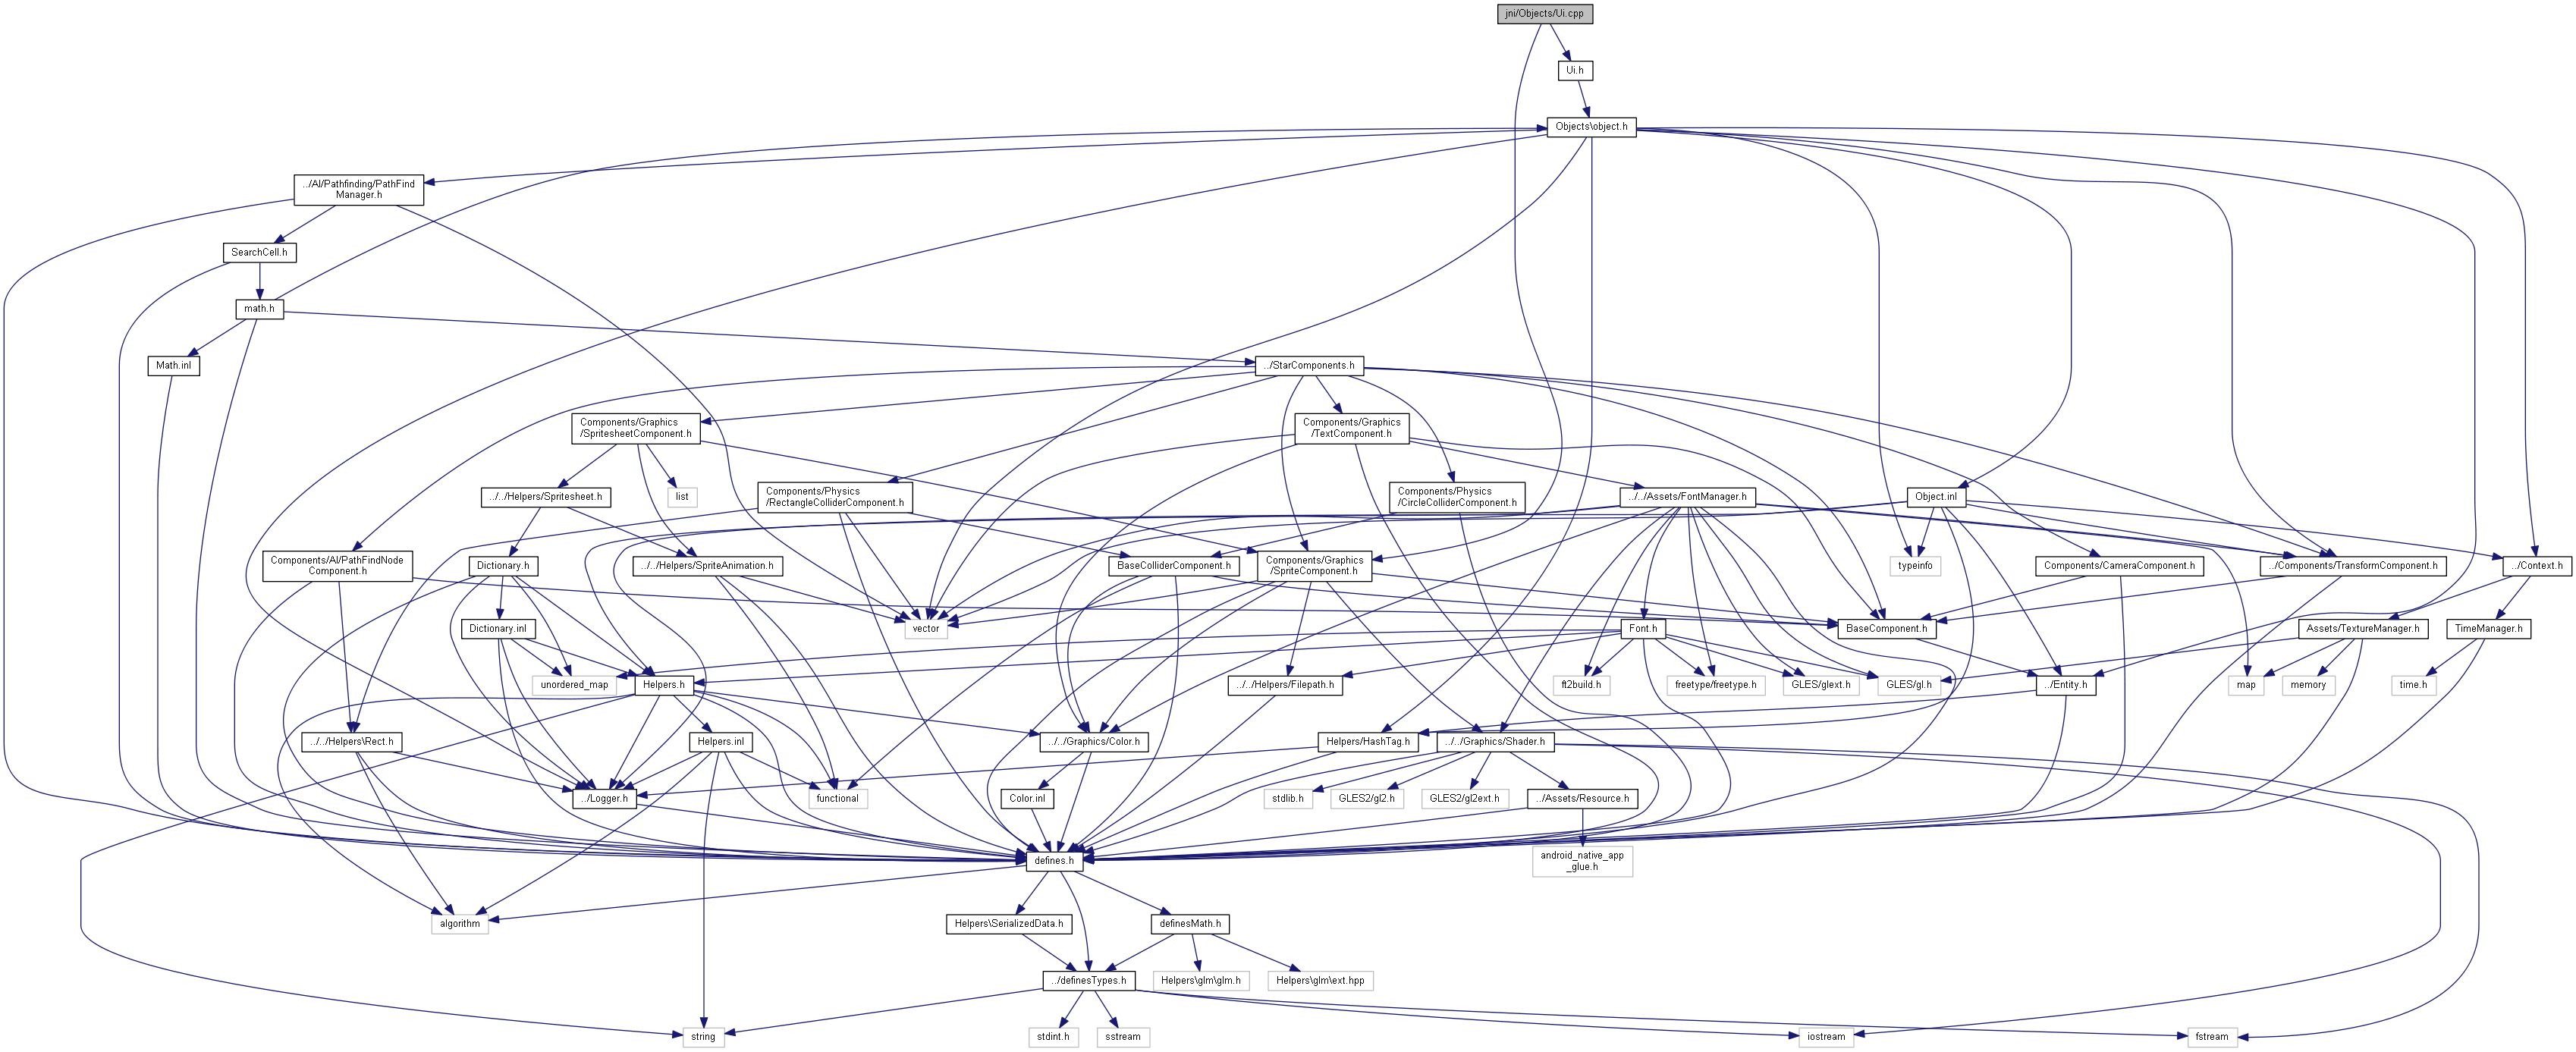 jni/Objects/Ui.cpp
Ui.h
Objects\object.h
../AI/Pathfinding/PathFind
Manager.h
SearchCell.h
math.h
Math.inl
../StarComponents.h
Components/Graphics
/SpritesheetComponent.h
Components/Graphics
/TextComponent.h
../../Helpers/Spritesheet.h
list
Components/Physics
/RectangleColliderComponent.h
Components/Physics
/CircleColliderComponent.h
../../Assets/FontManager.h
Object.inl
Components/AI/PathFindNode
Component.h
Dictionary.h
../../Helpers/SpriteAnimation.h
BaseColliderComponent.h
Components/Graphics
/SpriteComponent.h
typeinfo
Components/CameraComponent.h
../Components/TransformComponent.h
../Context.h
Dictionary.inl
vector
Font.h
BaseComponent.h
Assets/TextureManager.h
TimeManager.h
unordered_map
Helpers.h
../../Helpers/Filepath.h
ft2build.h
freetype/freetype.h
GLES/glext.h
GLES/gl.h
../Entity.h
map
memory
time.h
../../Helpers\Rect.h
Helpers.inl
../../Graphics/Color.h
Helpers/HashTag.h
../../Graphics/Shader.h
../Logger.h
functional
Color.inl
stdlib.h
GLES2/gl2.h
GLES2/gl2ext.h
../Assets/Resource.h
defines.h
android_native_app
_glue.h
algorithm
Helpers\SerializedData.h
definesMath.h
../definesTypes.h
Helpers\glm\glm.h
Helpers\glm\ext.hpp
string
stdint.h
sstream
iostream
fstream